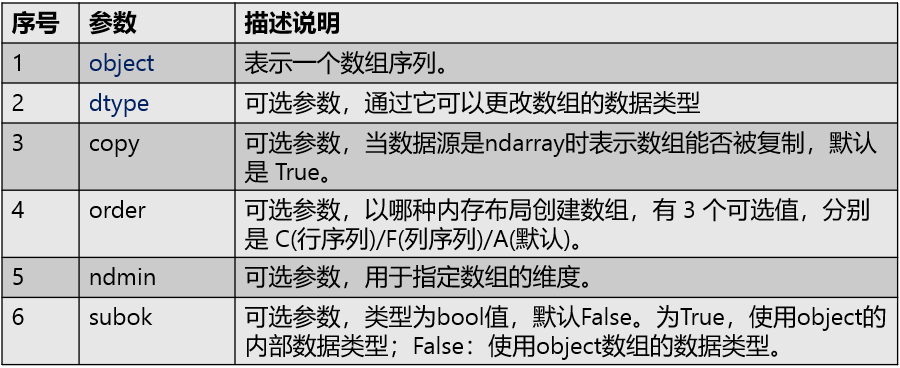 序号 参数 描述说明
1 object 表示一个数组序列。
2 dtype 可选参数，通过它可以更改数组的数据类型
3 copy 可选参数，当数据源是ndarray时表示数组能否被复制，默认
是 True。
4 order 可选参数，以哪种内存布局创建数组，有 3 个可选值，分别
是 C(行序列)/F(列序列)/A(默认)。
5 ndmin 可选参数，用于指定数组的维度。
6 subok 可选参数，类型为bool值，默认False。为True，使用object的
内部数据类型；False：使用object数组的数据类型。